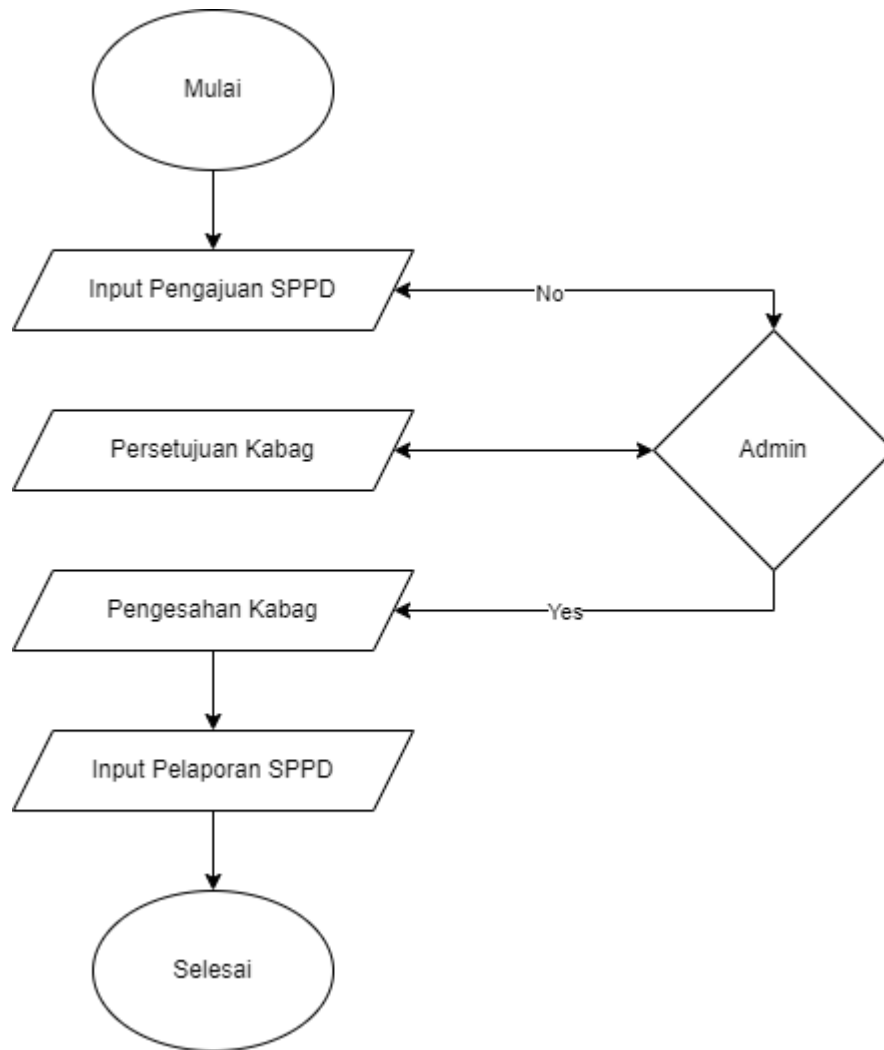 Mulai
Input Pengajuan SPPD
No
Persetujuan Kabag
Admin
Pengesahan Kabag
Yes
Input Pelaporan SPPD
Selesai